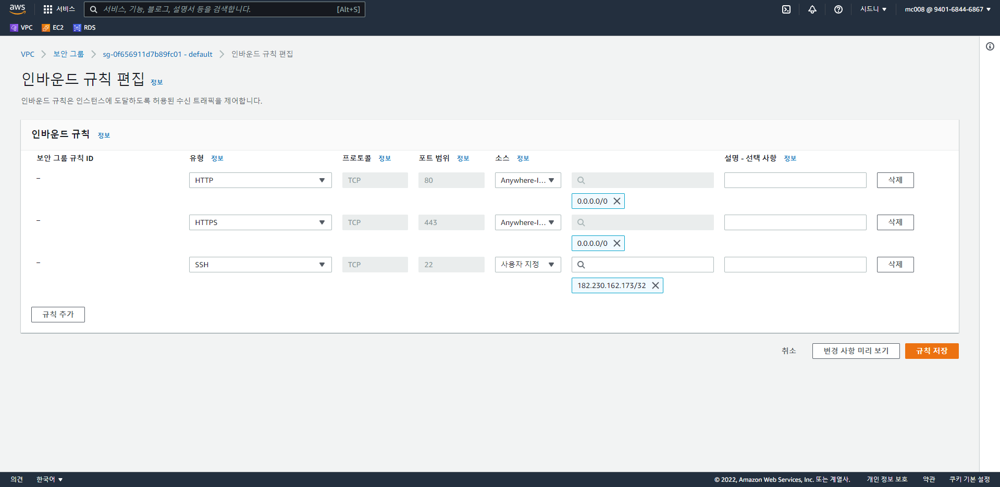 aws 서비스 서비스, 기능, 블로그, 설명서 등을 검색합니다. [Alt+S] 시드니 ▼ mc008 @ 9401-6844-6867 ▼
VPC EC2 RDS
VPC > 보안 그룹 > sg-0f656911d7b89fc01 - default > 인바운드 규칙 편집
인바운드 규칙 편집 정보
인바운드 규칙은 인스턴스에 도달하도록 허용된 수신 트래픽을 제어합니다.
인바운드 규칙 정보
보안 그룹 규칙 ID 유형 정보 프로토콜 정보 포트 범위 정보 소스 정보 설명 - 선택 사항 정보
– HTTP ▼ TCP 80 Anywhere-I... ▼ 삭제
0.0.0.0/0 ✕
– HTTPS ▼ TCP 443 Anywhere-I... ▼ 삭제
0.0.0.0/0 ✕
– SSH ▼ TCP 22 사용자 지정 ▼ 삭제
182.230.162.173/32 ✕
규칙 추가
취소 변경 사항 미리 보기 규칙 저장
의견 한국어 ▼ © 2022, Amazon Web Services, Inc. 또는 계열사. 개인 정보 보호 약관 쿠키 기본 설정